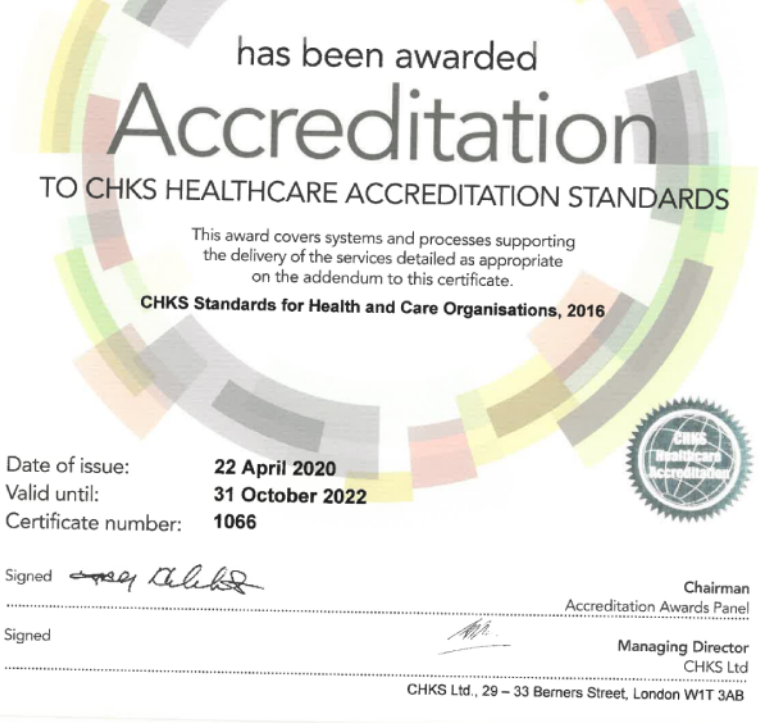 has been awarded
Accreditation
TO CHKS HEALTHCARE ACCREDITATION STANDARDS
This award covers systems and processes supporting
the delivery of the services detailed as appropriate
on the addendum to this certificate.
CHKS Standards for Health and Care Organisations, 2016
CHKS
Healthcare
Accreditation
Date of issue: 22 April 2020
Valid until: 31 October 2022
Certificate number: 1066
Signed
Chairman
Accreditation Awards Panel
Signed
Managing Director
CHKS Ltd
CHKS Ltd., 29 – 33 Berners Street, London W1T 3AB